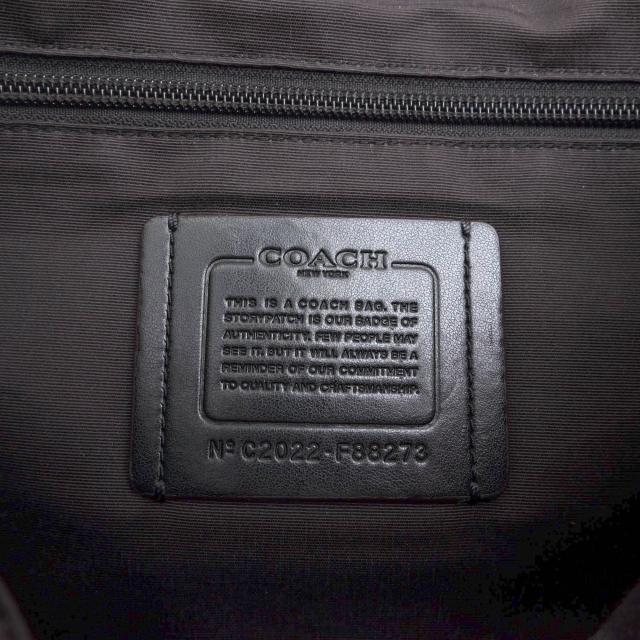 COACH
NEW YORK
THIS IS A COACH BAG. THE
STORYPATCH IS OUR BADGE OF
AUTHENTICITY. FEW PEOPLE MAY
SEE IT. BUT IT WILL ALWAYS BE A
REMINDER OF OUR COMMITMENT
TO QUALITY AND CRAFTSMANSHIP.
Nº C2022-F88273